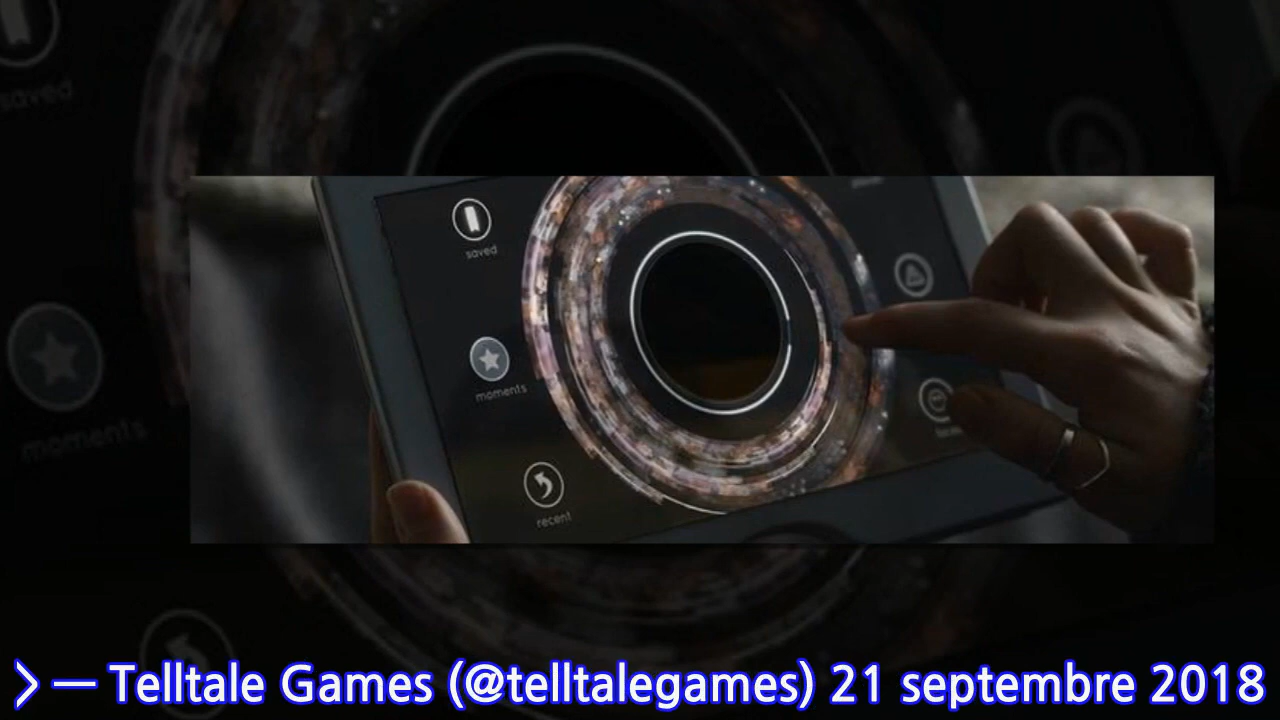 saved
moments
saved
moments
recent
› — Telltale Games (@telltalegames) 21 septembre 2018